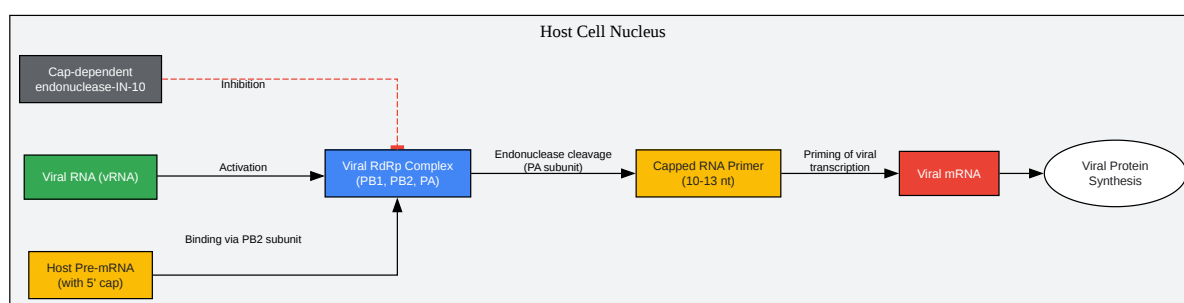 Host Cell Nucleus
Cap-dependent
endonuclease-IN-10
Inhibition
Viral RNA (vRNA)
Activation
Viral RdRp Complex
(PB1, PB2, PA)
Endonuclease cleavage
(PA subunit)
Capped RNA Primer
(10-13 nt)
Priming of viral
transcription
Viral mRNA
Viral Protein
Synthesis
Binding via PB2 subunit
Host Pre-mRNA
(with 5' cap)